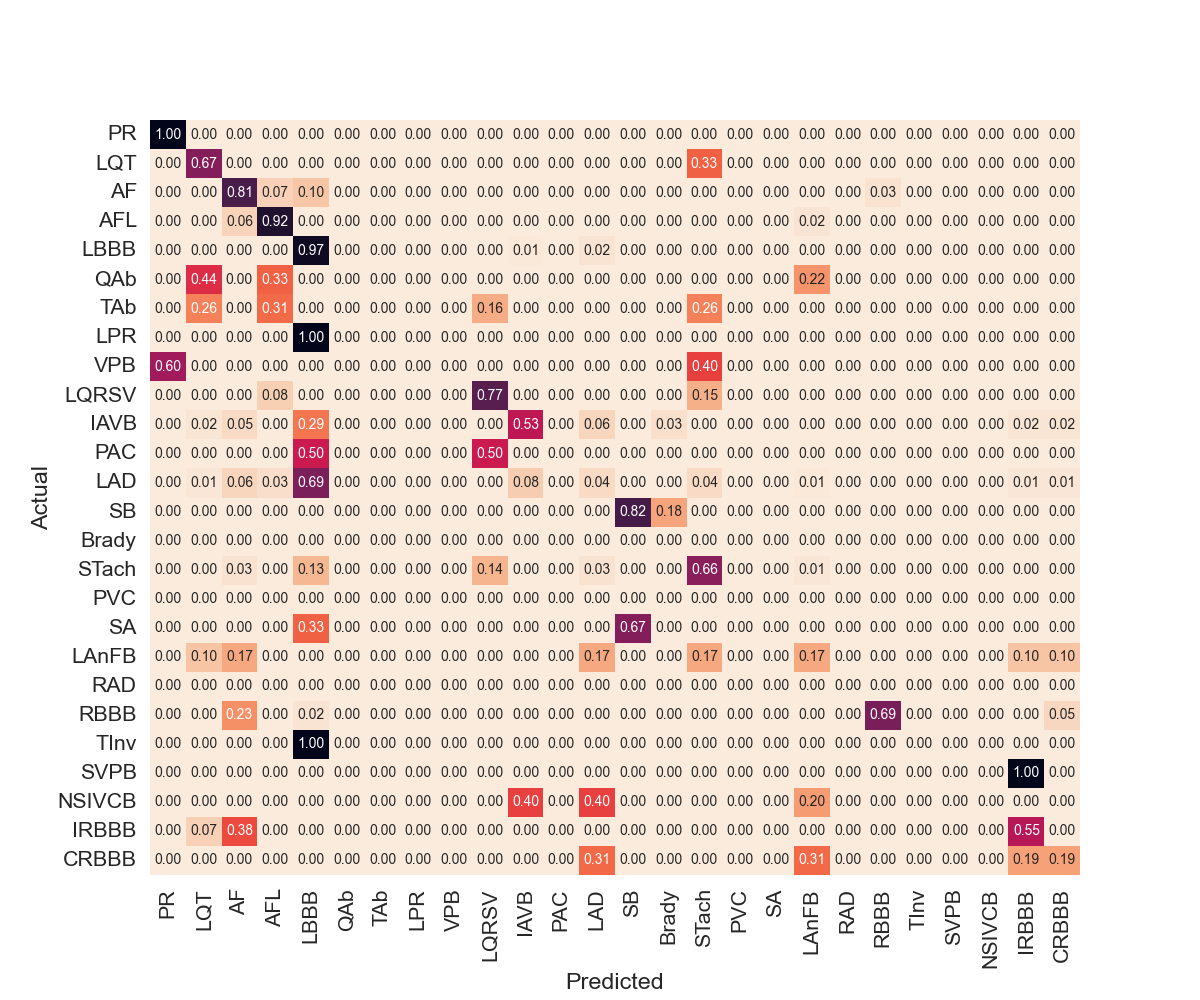 PR 1.00 0.00 0.00 0.00 0.00 0.00 0.00 0.00 0.00 0.00 0.00 0.00 0.00 0.00 0.00 0.00 0.00 0.00 0.00 0.00 0.00 0.00 0.00 0.00 0.00 0.00
LQT 0.00 0.67 0.00 0.00 0.00 0.00 0.00 0.00 0.00 0.00 0.00 0.00 0.00 0.00 0.00 0.33 0.00 0.00 0.00 0.00 0.00 0.00 0.00 0.00 0.00 0.00
AF 0.00 0.00 0.81 0.07 0.10 0.00 0.00 0.00 0.00 0.00 0.00 0.00 0.00 0.00 0.00 0.00 0.00 0.00 0.00 0.00 0.03 0.00 0.00 0.00 0.00 0.00
AFL 0.00 0.00 0.06 0.92 0.00 0.00 0.00 0.00 0.00 0.00 0.00 0.00 0.00 0.00 0.00 0.00 0.00 0.00 0.02 0.00 0.00 0.00 0.00 0.00 0.00 0.00
LBBB 0.00 0.00 0.00 0.00 0.97 0.00 0.00 0.00 0.00 0.00 0.01 0.00 0.02 0.00 0.00 0.00 0.00 0.00 0.00 0.00 0.00 0.00 0.00 0.00 0.00 0.00
QAb 0.00 0.44 0.00 0.33 0.00 0.00 0.00 0.00 0.00 0.00 0.00 0.00 0.00 0.00 0.00 0.00 0.00 0.00 0.22 0.00 0.00 0.00 0.00 0.00 0.00 0.00
TAb 0.00 0.26 0.00 0.31 0.00 0.00 0.00 0.00 0.00 0.16 0.00 0.00 0.00 0.00 0.00 0.26 0.00 0.00 0.00 0.00 0.00 0.00 0.00 0.00 0.00 0.00
LPR 0.00 0.00 0.00 0.00 1.00 0.00 0.00 0.00 0.00 0.00 0.00 0.00 0.00 0.00 0.00 0.00 0.00 0.00 0.00 0.00 0.00 0.00 0.00 0.00 0.00 0.00
VPB 0.60 0.00 0.00 0.00 0.00 0.00 0.00 0.00 0.00 0.00 0.00 0.00 0.00 0.00 0.00 0.40 0.00 0.00 0.00 0.00 0.00 0.00 0.00 0.00 0.00 0.00
LQRSV 0.00 0.00 0.00 0.08 0.00 0.00 0.00 0.00 0.00 0.77 0.00 0.00 0.00 0.00 0.00 0.15 0.00 0.00 0.00 0.00 0.00 0.00 0.00 0.00 0.00 0.00
IAVB 0.00 0.02 0.05 0.00 0.29 0.00 0.00 0.00 0.00 0.00 0.53 0.00 0.06 0.00 0.03 0.00 0.00 0.00 0.00 0.00 0.00 0.00 0.00 0.00 0.02 0.02
PAC 0.00 0.00 0.00 0.00 0.50 0.00 0.00 0.00 0.00 0.50 0.00 0.00 0.00 0.00 0.00 0.00 0.00 0.00 0.00 0.00 0.00 0.00 0.00 0.00 0.00 0.00
LAD 0.00 0.01 0.06 0.03 0.69 0.00 0.00 0.00 0.00 0.00 0.08 0.00 0.04 0.00 0.00 0.04 0.00 0.00 0.01 0.00 0.00 0.00 0.00 0.00 0.01 0.01
SB 0.00 0.00 0.00 0.00 0.00 0.00 0.00 0.00 0.00 0.00 0.00 0.00 0.00 0.82 0.18 0.00 0.00 0.00 0.00 0.00 0.00 0.00 0.00 0.00 0.00 0.00
Brady 0.00 0.00 0.00 0.00 0.00 0.00 0.00 0.00 0.00 0.00 0.00 0.00 0.00 0.00 0.00 0.00 0.00 0.00 0.00 0.00 0.00 0.00 0.00 0.00 0.00 0.00
STach 0.00 0.00 0.03 0.00 0.13 0.00 0.00 0.00 0.00 0.14 0.00 0.00 0.03 0.00 0.00 0.66 0.00 0.00 0.01 0.00 0.00 0.00 0.00 0.00 0.00 0.00
PVC 0.00 0.00 0.00 0.00 0.00 0.00 0.00 0.00 0.00 0.00 0.00 0.00 0.00 0.00 0.00 0.00 0.00 0.00 0.00 0.00 0.00 0.00 0.00 0.00 0.00 0.00
SA 0.00 0.00 0.00 0.00 0.33 0.00 0.00 0.00 0.00 0.00 0.00 0.00 0.00 0.67 0.00 0.00 0.00 0.00 0.00 0.00 0.00 0.00 0.00 0.00 0.00 0.00
LAnFB 0.00 0.10 0.17 0.00 0.00 0.00 0.00 0.00 0.00 0.00 0.00 0.00 0.17 0.00 0.00 0.17 0.00 0.00 0.17 0.00 0.00 0.00 0.00 0.00 0.10 0.10
RAD 0.00 0.00 0.00 0.00 0.00 0.00 0.00 0.00 0.00 0.00 0.00 0.00 0.00 0.00 0.00 0.00 0.00 0.00 0.00 0.00 0.00 0.00 0.00 0.00 0.00 0.00
RBBB 0.00 0.00 0.23 0.00 0.02 0.00 0.00 0.00 0.00 0.00 0.00 0.00 0.00 0.00 0.00 0.00 0.00 0.00 0.00 0.00 0.69 0.00 0.00 0.00 0.00 0.05
TInv 0.00 0.00 0.00 0.00 1.00 0.00 0.00 0.00 0.00 0.00 0.00 0.00 0.00 0.00 0.00 0.00 0.00 0.00 0.00 0.00 0.00 0.00 0.00 0.00 0.00 0.00
SVPB 0.00 0.00 0.00 0.00 0.00 0.00 0.00 0.00 0.00 0.00 0.00 0.00 0.00 0.00 0.00 0.00 0.00 0.00 0.00 0.00 0.00 0.00 0.00 0.00 1.00 0.00
NSIVCB 0.00 0.00 0.00 0.00 0.00 0.00 0.00 0.00 0.00 0.00 0.40 0.00 0.40 0.00 0.00 0.00 0.00 0.00 0.20 0.00 0.00 0.00 0.00 0.00 0.00 0.00
IRBBB 0.00 0.07 0.38 0.00 0.00 0.00 0.00 0.00 0.00 0.00 0.00 0.00 0.00 0.00 0.00 0.00 0.00 0.00 0.00 0.00 0.00 0.00 0.00 0.00 0.55 0.00
CRBBB 0.00 0.00 0.00 0.00 0.00 0.00 0.00 0.00 0.00 0.00 0.00 0.00 0.31 0.00 0.00 0.00 0.00 0.00 0.31 0.00 0.00 0.00 0.00 0.00 0.19 0.19
Actual
PR LQT AF AFL LBBB QAb TAb LPR VPB LQRSV IAVB PAC LAD SB Brady STach PVC SA LAnFB RAD RBBB TInv SVPB NSIVCB IRBBB CRBBB
Predicted